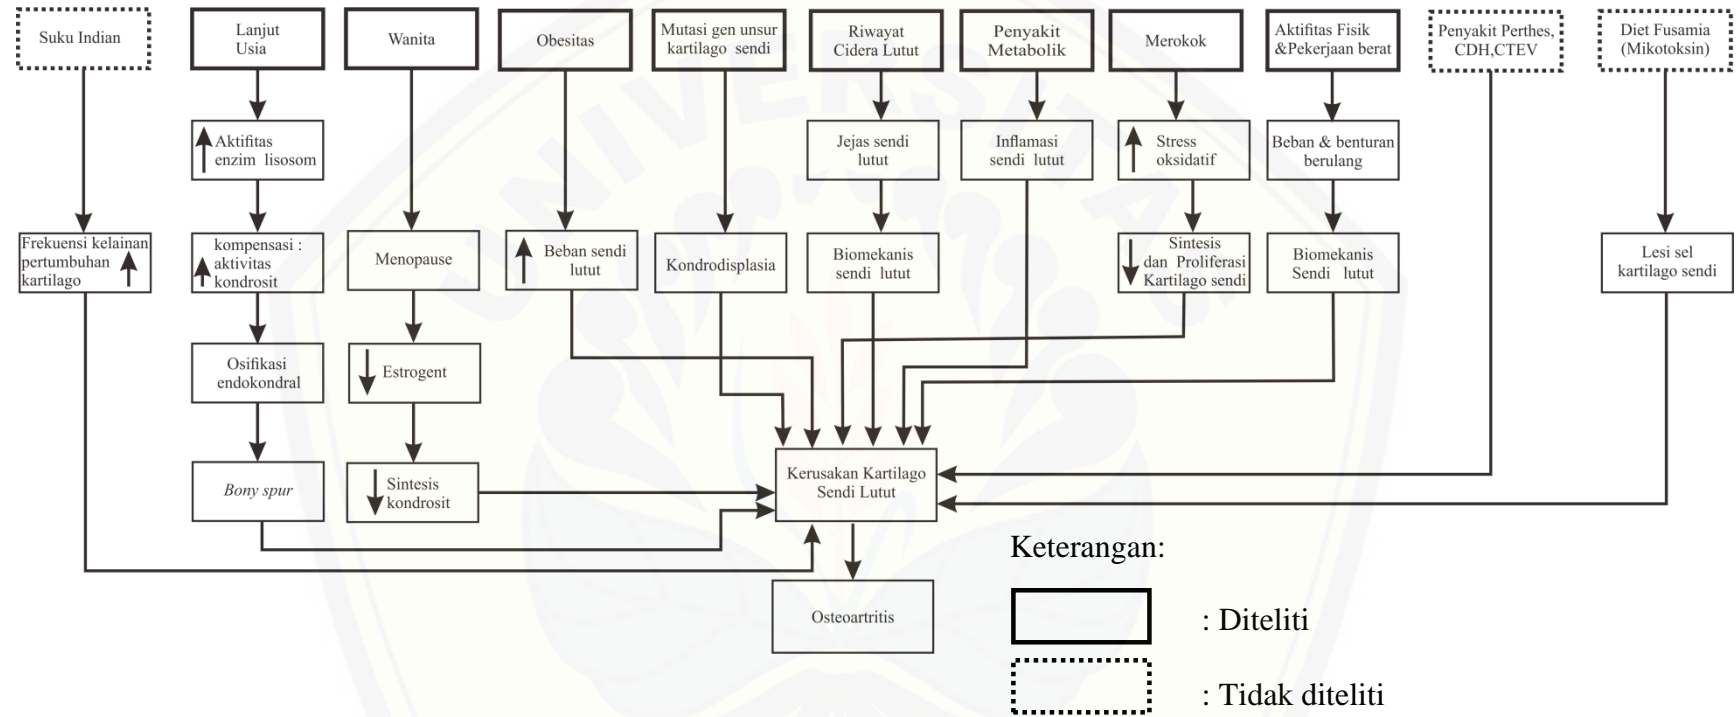 Suku Indian
Lanjut
Usia
Wanita
Obesitas
Mutasi gen unsur
kartilago sendi
Riwayat
Cidera Lutut
Penyakit
Metabolik
Merokok
Aktifitas Fisik
&Pekerjaan berat
Penyakit Perthes,
CDH,CTEV
Diet Fusamia
(Mikotoksin)
Aktifitas
enzim lisosom
Jejas sendi
lutut
Inflamasi
sendi lutut
Stress
oksidatif
Beban & benturan
berulang
Frekuensi kelainan
pertumbuhan
kartilago
kompensasi :
aktivitas
kondrosit
Menopause
Beban sendi
lutut
Kondrodisplasia
Biomekanis
sendi lutut
Sintesis
dan Proliferasi
Kartilago sendi
Biomekanis
Sendi lutut
Lesi sel
kartilago sendi
Osifikasi
endokondral
Estrogent
Bony spur
Sintesis
kondrosit
Kerusakan Kartilago
Sendi Lutut
Osteoartritis
Keterangan:
: Diteliti
: Tidak diteliti
UNIVERSITAS